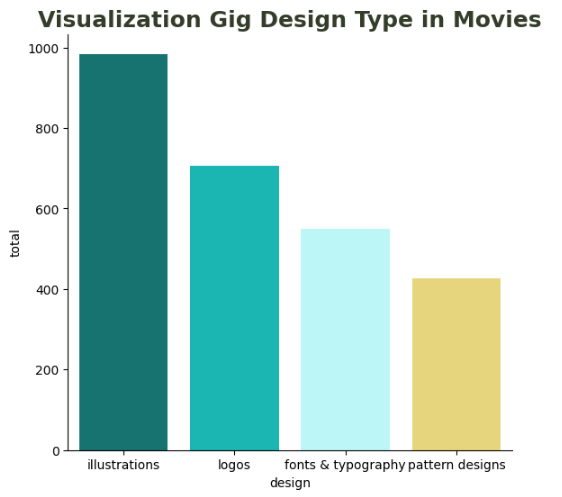 Visualization Gig Design Type in Movies
1000
800
600
400
200
0
total
illustrations logos fonts & typography pattern designs
design